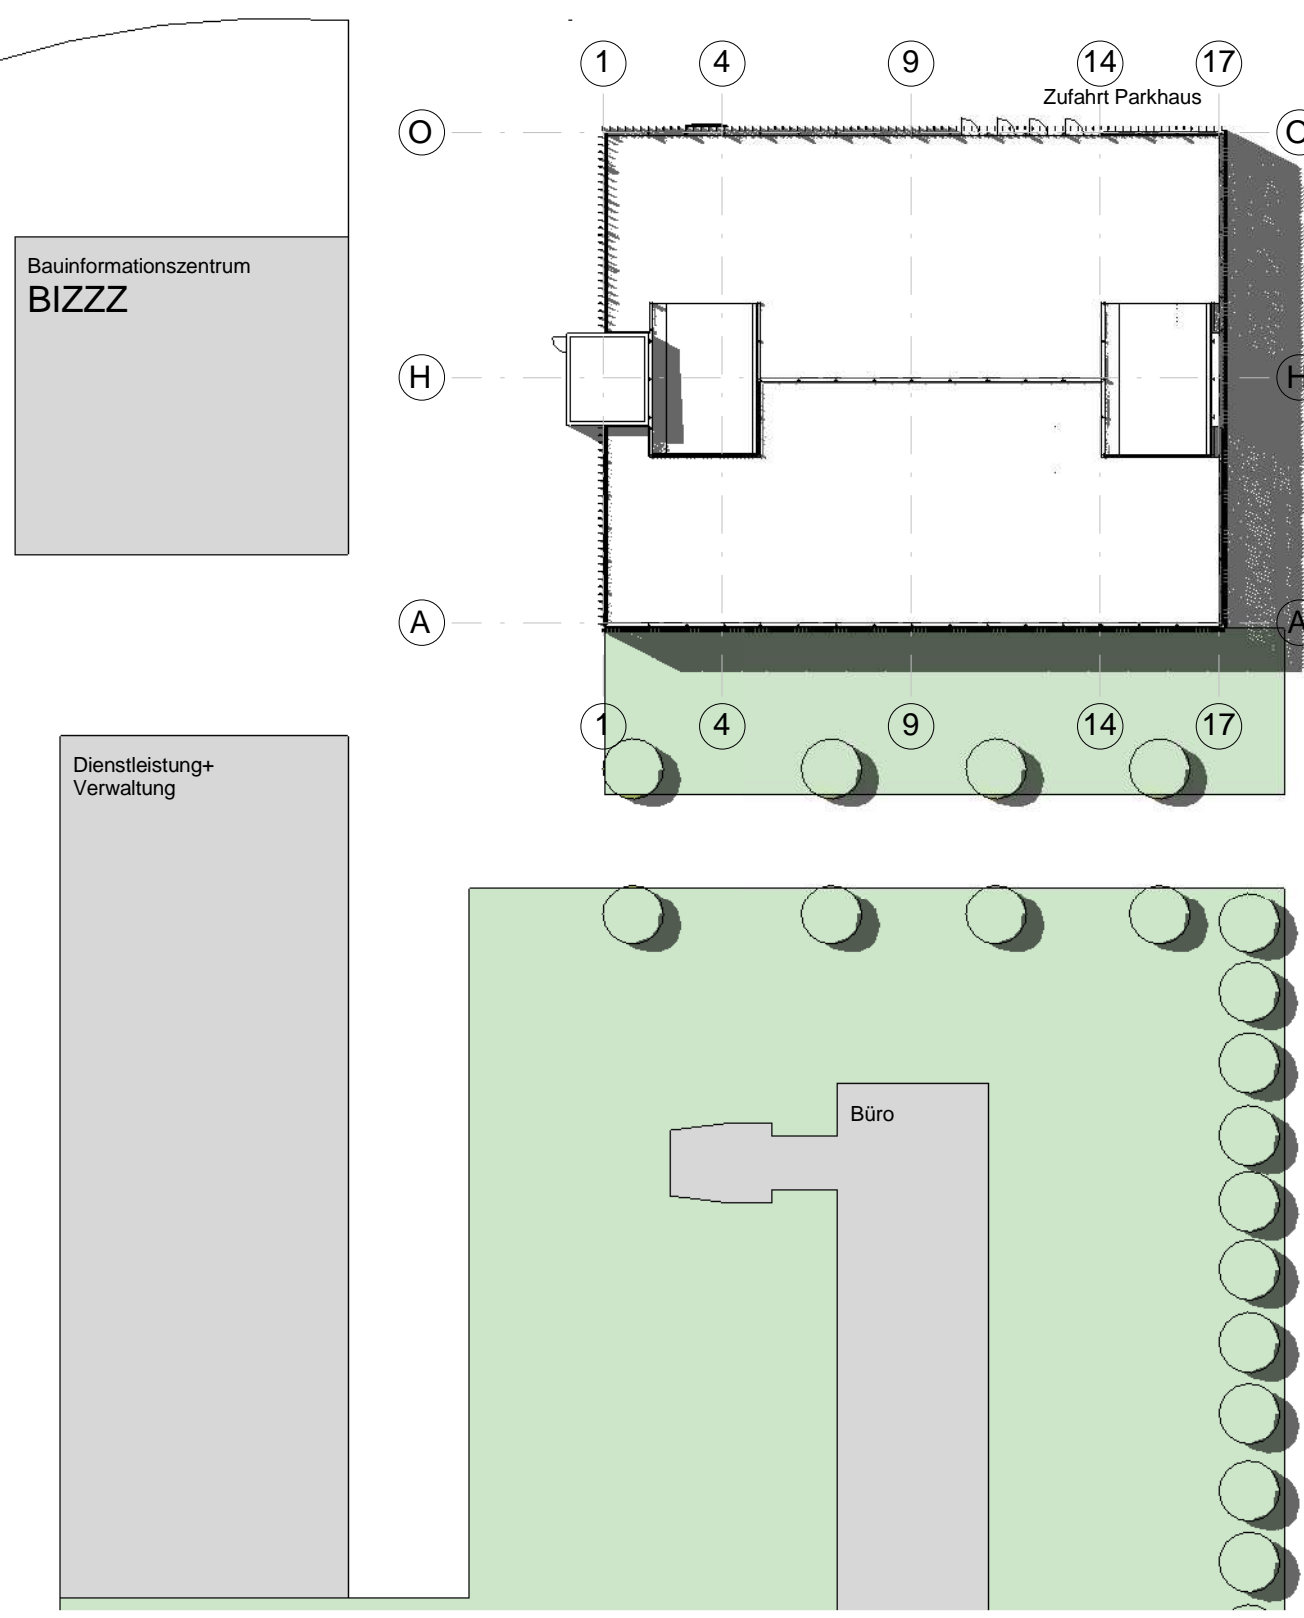 1 4 9 14 17
Zufahrt Parkhaus
O O
Bauinformationszentrum
BIZZZ
H H
A A
1 4 9 14 17
Dienstleistung+
Verwaltung
Büro